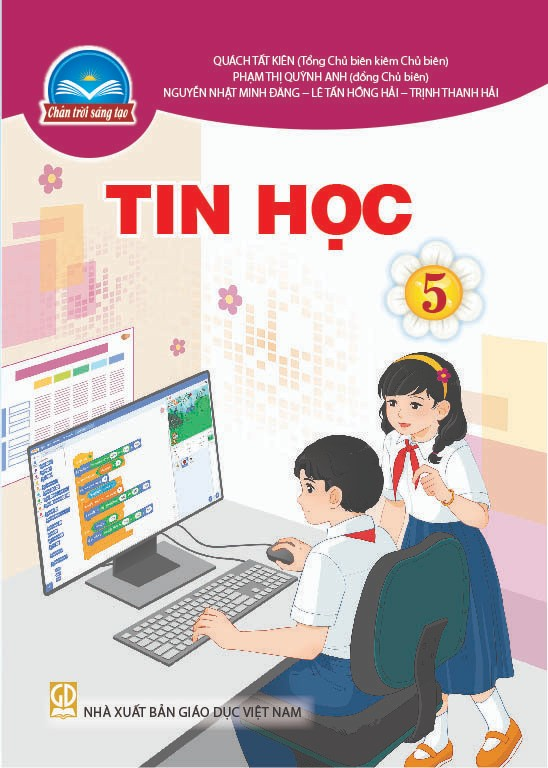 QUÁCH TẤT KIÊN (Tổng Chủ biên kiêm Chủ biên)
PHẠM THỊ QUỲNH ANH (đồng Chủ biên)
NGUYỄN NHẬT MINH ĐĂNG – LÊ TẤN HỒNG HẢI – TRỊNH THANH HẢI
Chân trời sáng tạo
TIN HỌC
5
GD
NHÀ XUẤT BẢN GIÁO DỤC VIỆT NAM